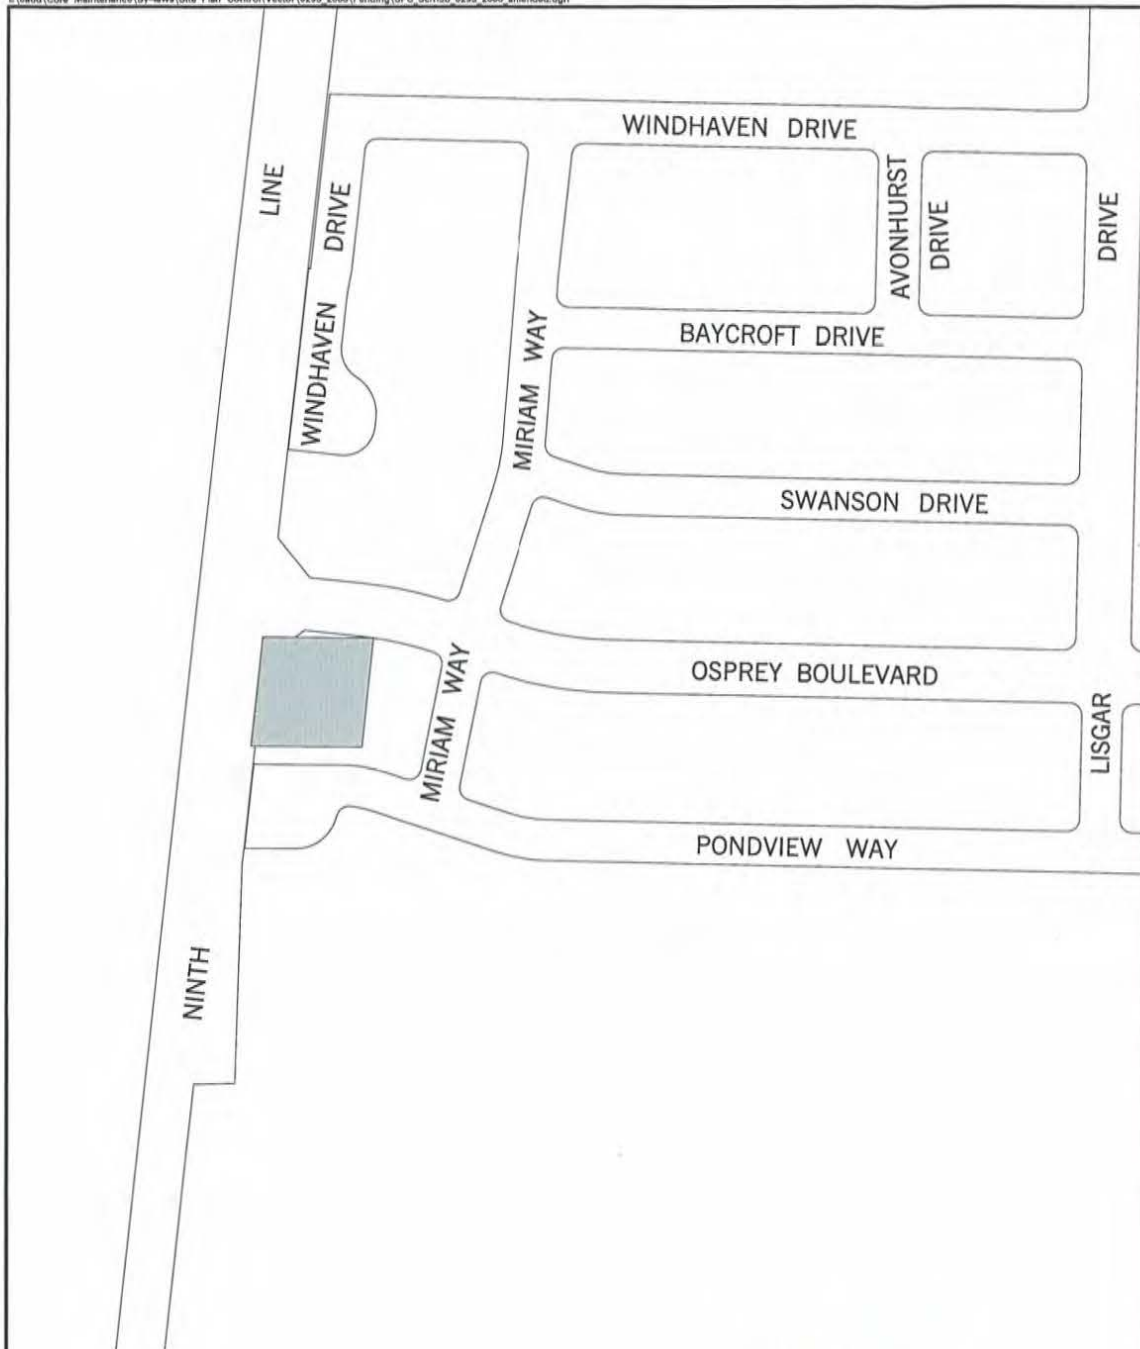 WINDHAVEN DRIVE
LINE
WINDHAVEN DRIVE
AVONHURST
DRIVE
DRIVE
MIRIAM WAY
BAYCROFT DRIVE
SWANSON DRIVE
MIRIAM WAY
OSPREY BOULEVARD
LISGAR
PONDVIEW WAY
NINTH